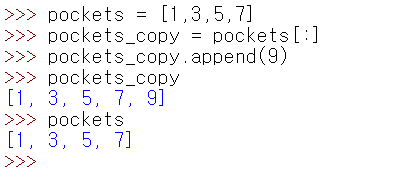 >>> pockets = [1,3,5,7]
>>> pockets_copy = pockets[:]
>>> pockets_copy.append(9)
>>> pockets_copy
[1, 3, 5, 7, 9]
>>> pockets
[1, 3, 5, 7]
>>>